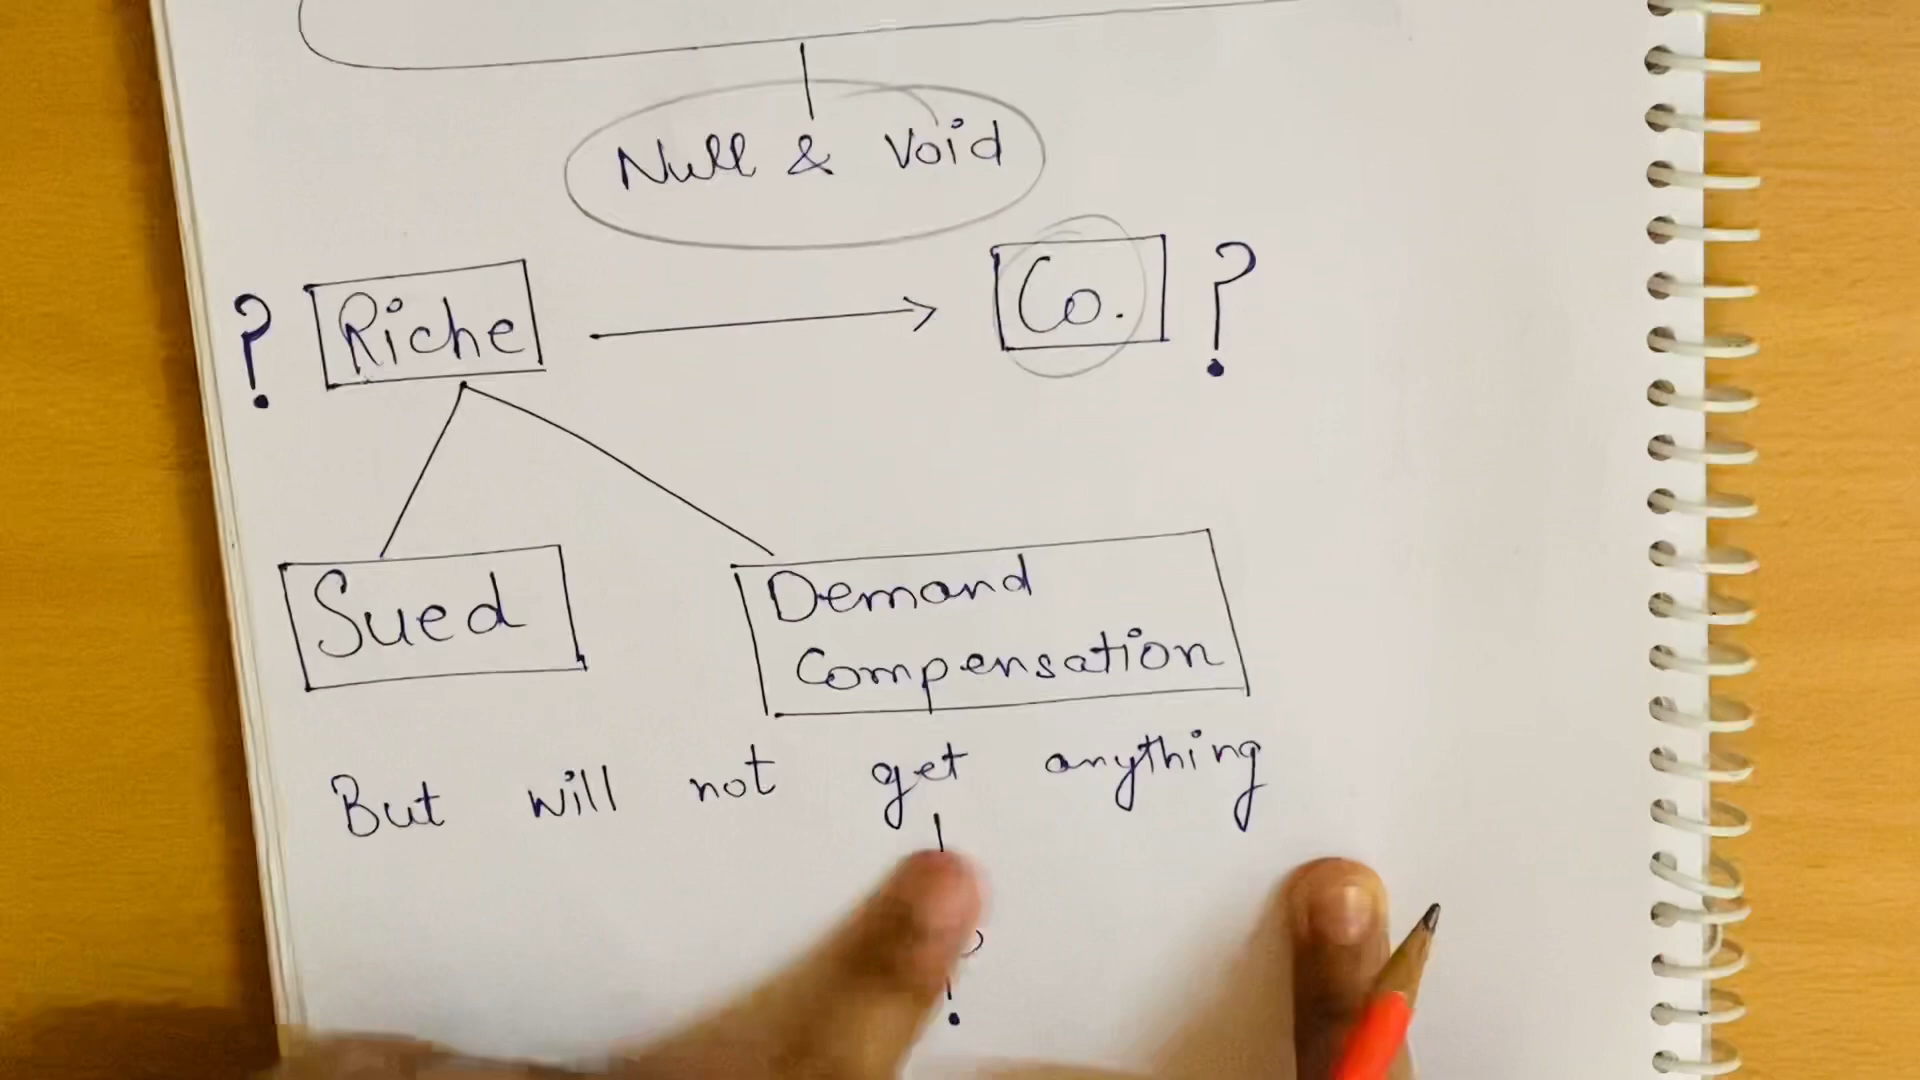 Null & Void
? Riche Co. ?
Sued
Demand
Compensation
But will not get anything
?